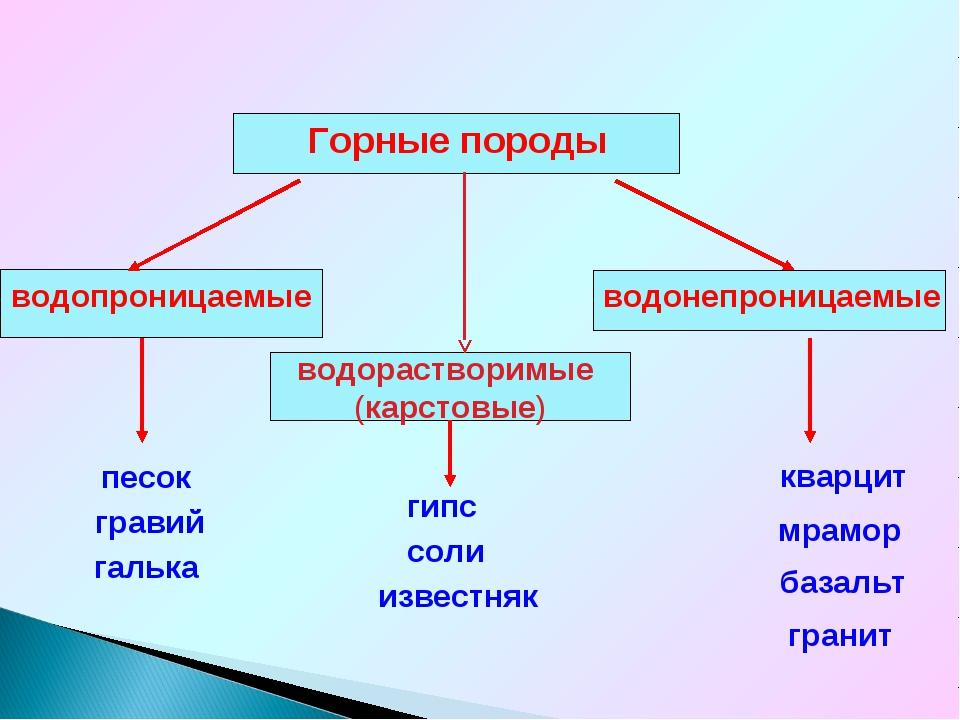 Горные породы
водопроницаемые
водонепроницаемые
водорастворимые
(карстовые)
песок
гравий
галька
гипс
соли
известняк
кварцит
мрамор
базальт
гранит